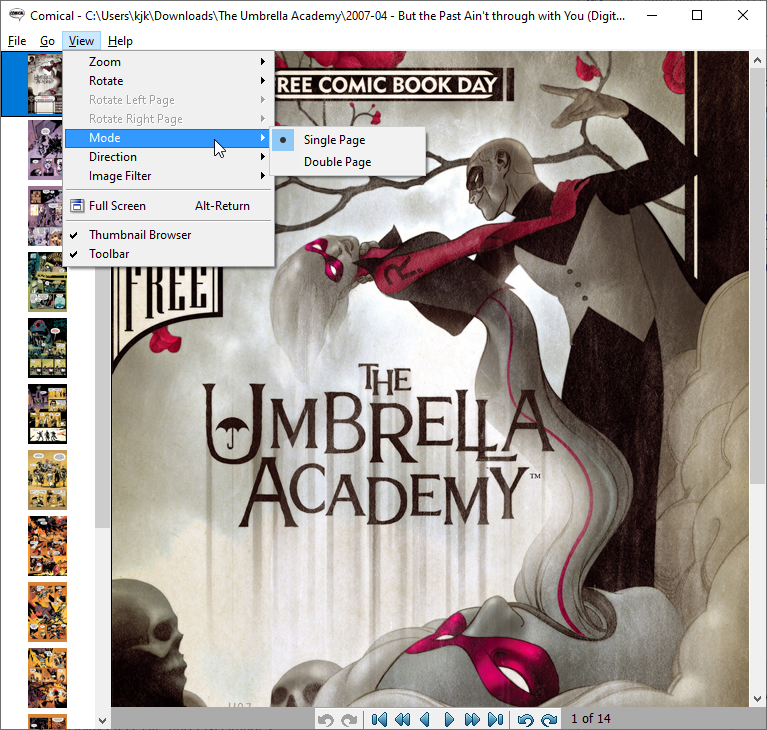 Comical - C:\Users\kjk\Downloads\The Umbrella Academy\2007-04 - But the Past Ain't through with You (Digit...
File Go View Help
Zoom
Rotate
Rotate Left Page
Rotate Right Page
Mode
Direction
Image Filter
Full Screen Alt-Return
Thumbnail Browser
Toolbar
Single Page
Double Page
FREE COMIC BOOK DAY
FREE
THE
UMBRELLA
ACADEMY™
1 of 14